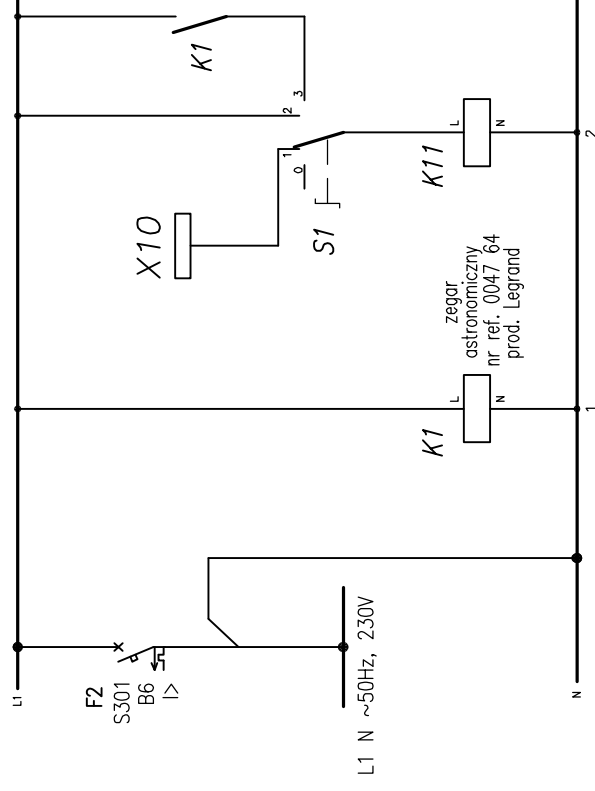 L1
F2
S301
B6
I>
L1 N ~50Hz, 230V
N
K1
L
N
1
zegar
astronomiczny
nr ref. 0047 64
prod. Legrand
X10
S1
0
1
2
3
K1
K11
L
N
2